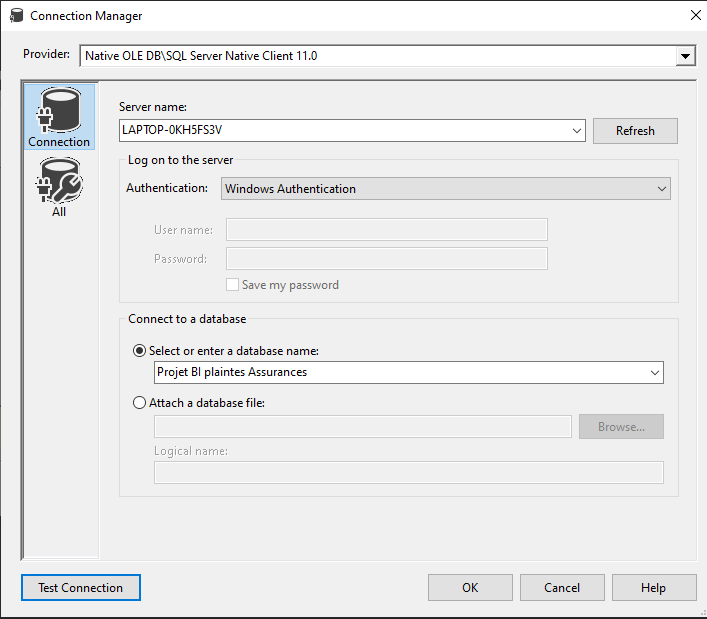 Connection Manager
Provider: Native OLE DB\SQL Server Native Client 11.0
Connection
All
Server name:
LAPTOP-0KH5FS3V
Refresh
Log on to the server
Authentication: Windows Authentication
User name:
Password:
Save my password
Connect to a database
Select or enter a database name:
Projet BI plaintes Assurances
Attach a database file:
Browse...
Logical name:
Test Connection
OK
Cancel
Help